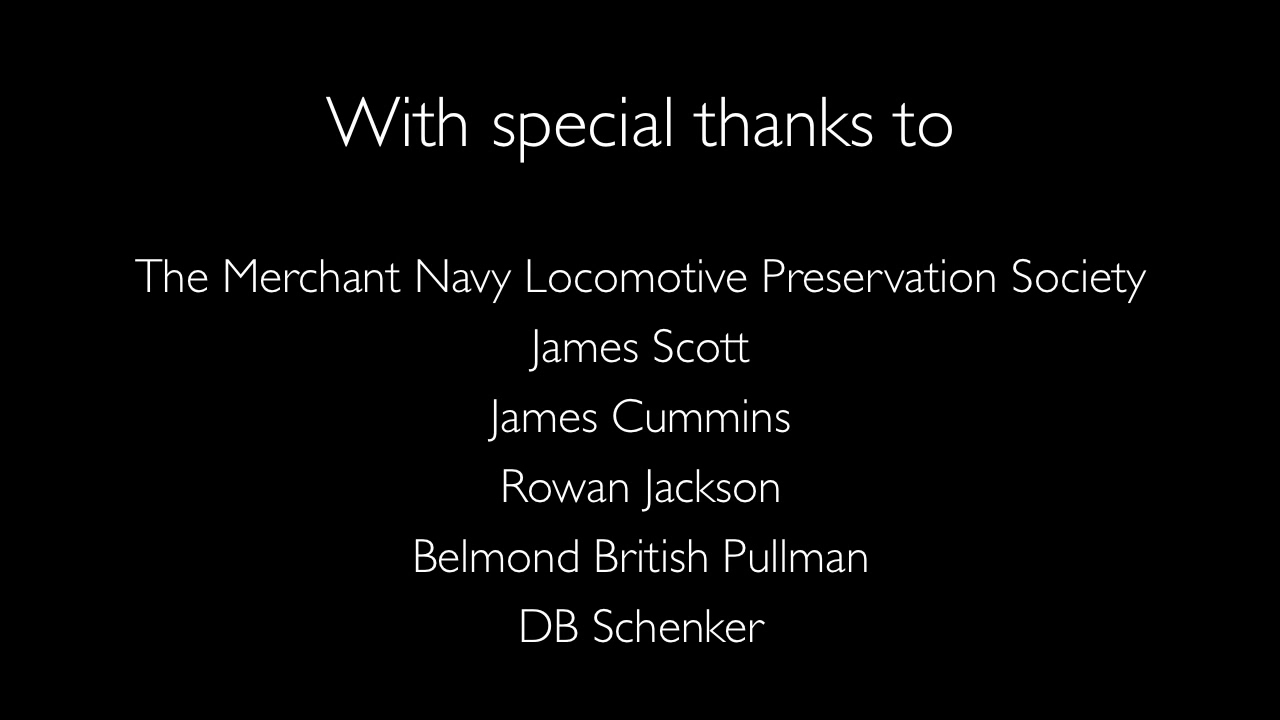 With special thanks to
The Merchant Navy Locomotive Preservation Society
James Scott
James Cummins
Rowan Jackson
Belmond British Pullman
DB Schenker